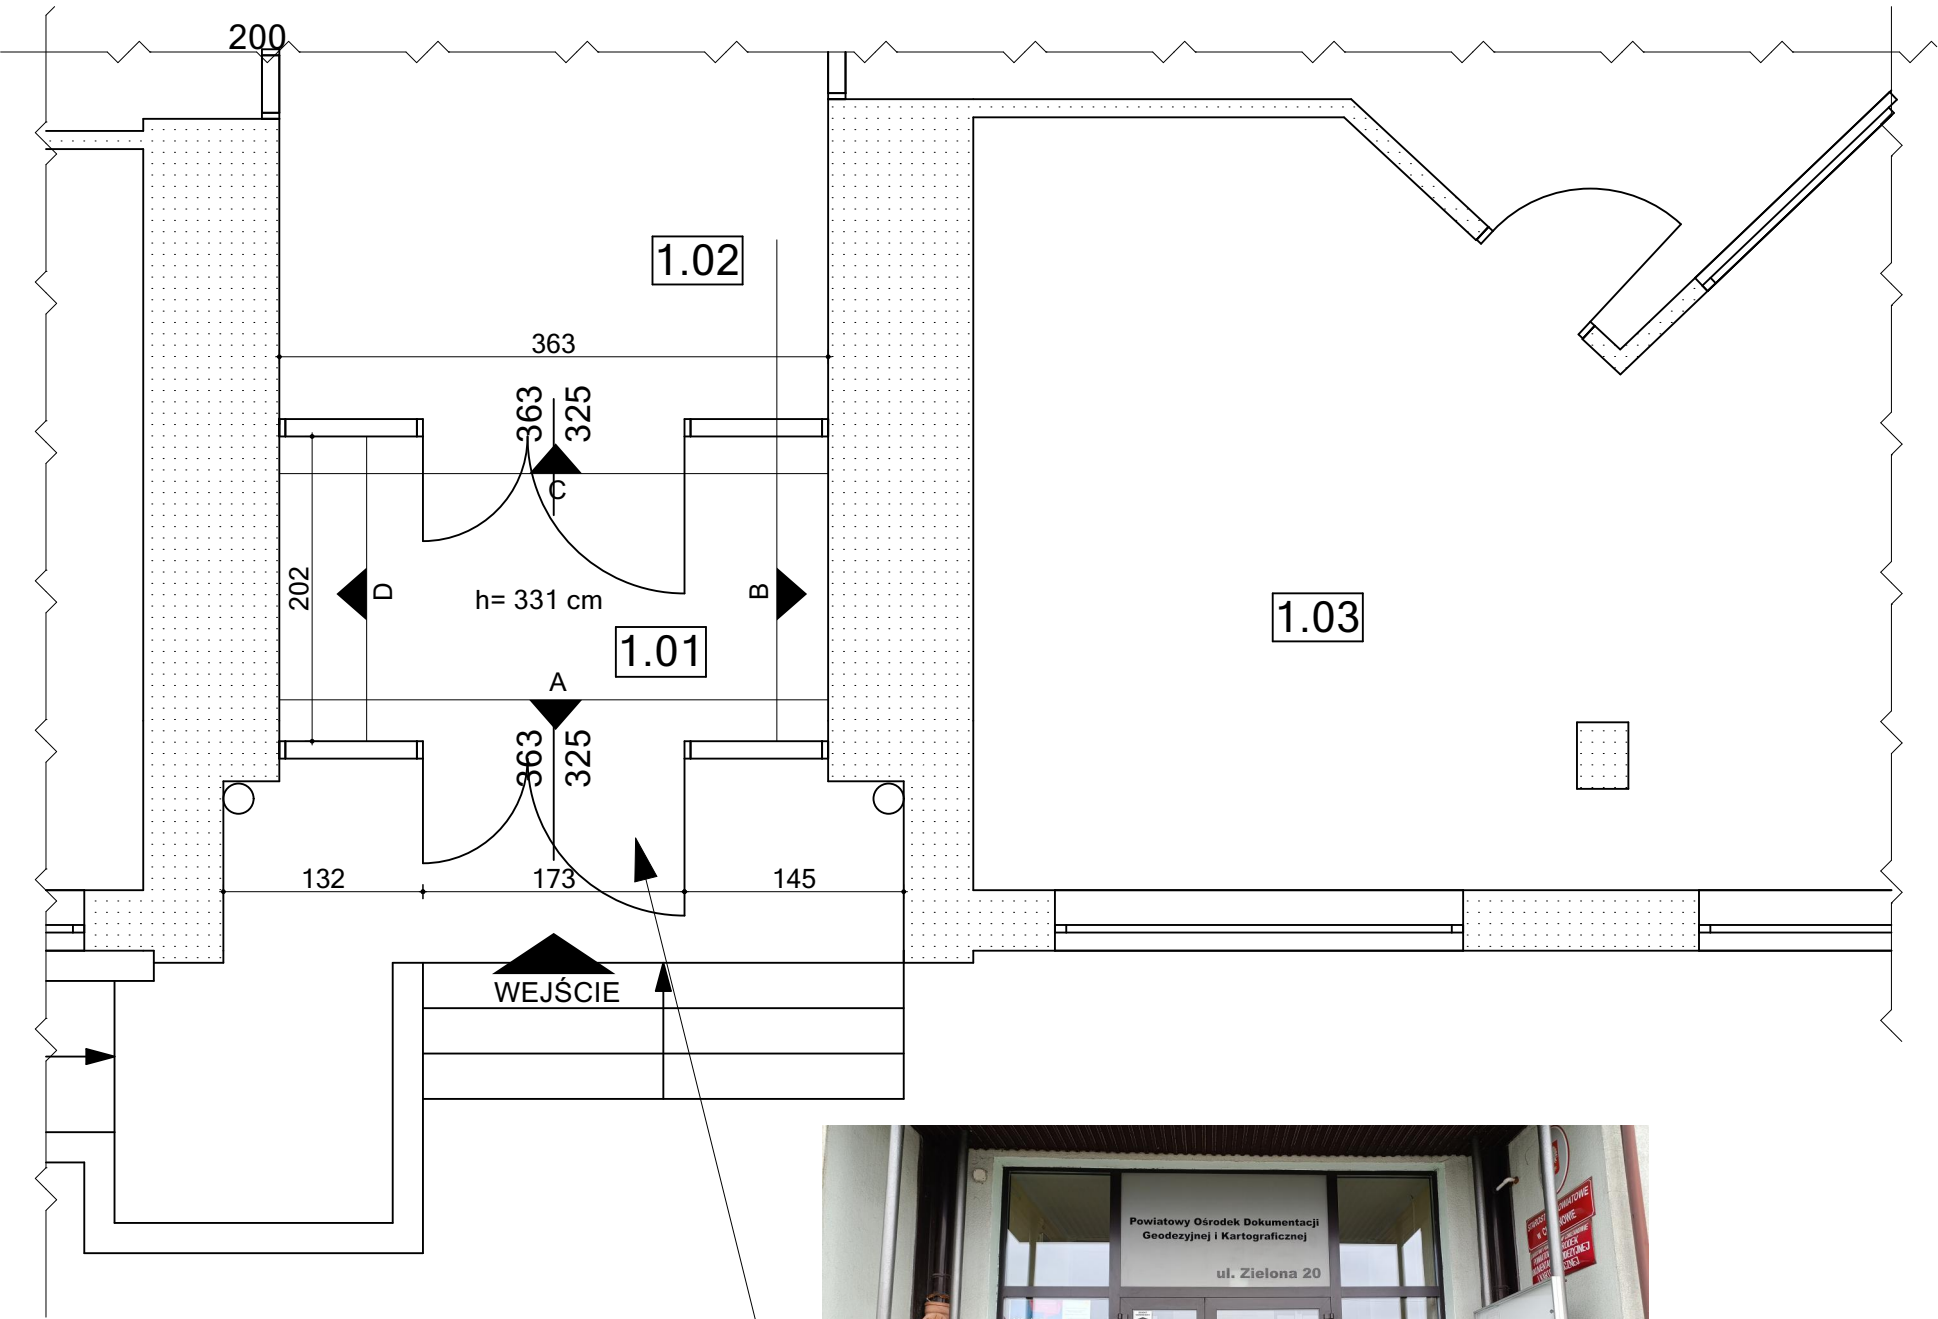 200
1.02
363
363
325
C
202
D
h= 331 cm
B
1.03
1.01
A
363
325
132
173
145
WEJŚCIE
Powiatowy Ośrodek Dokumentacji
Geodezyjnej i Kartograficznej
ul. Zielona 20